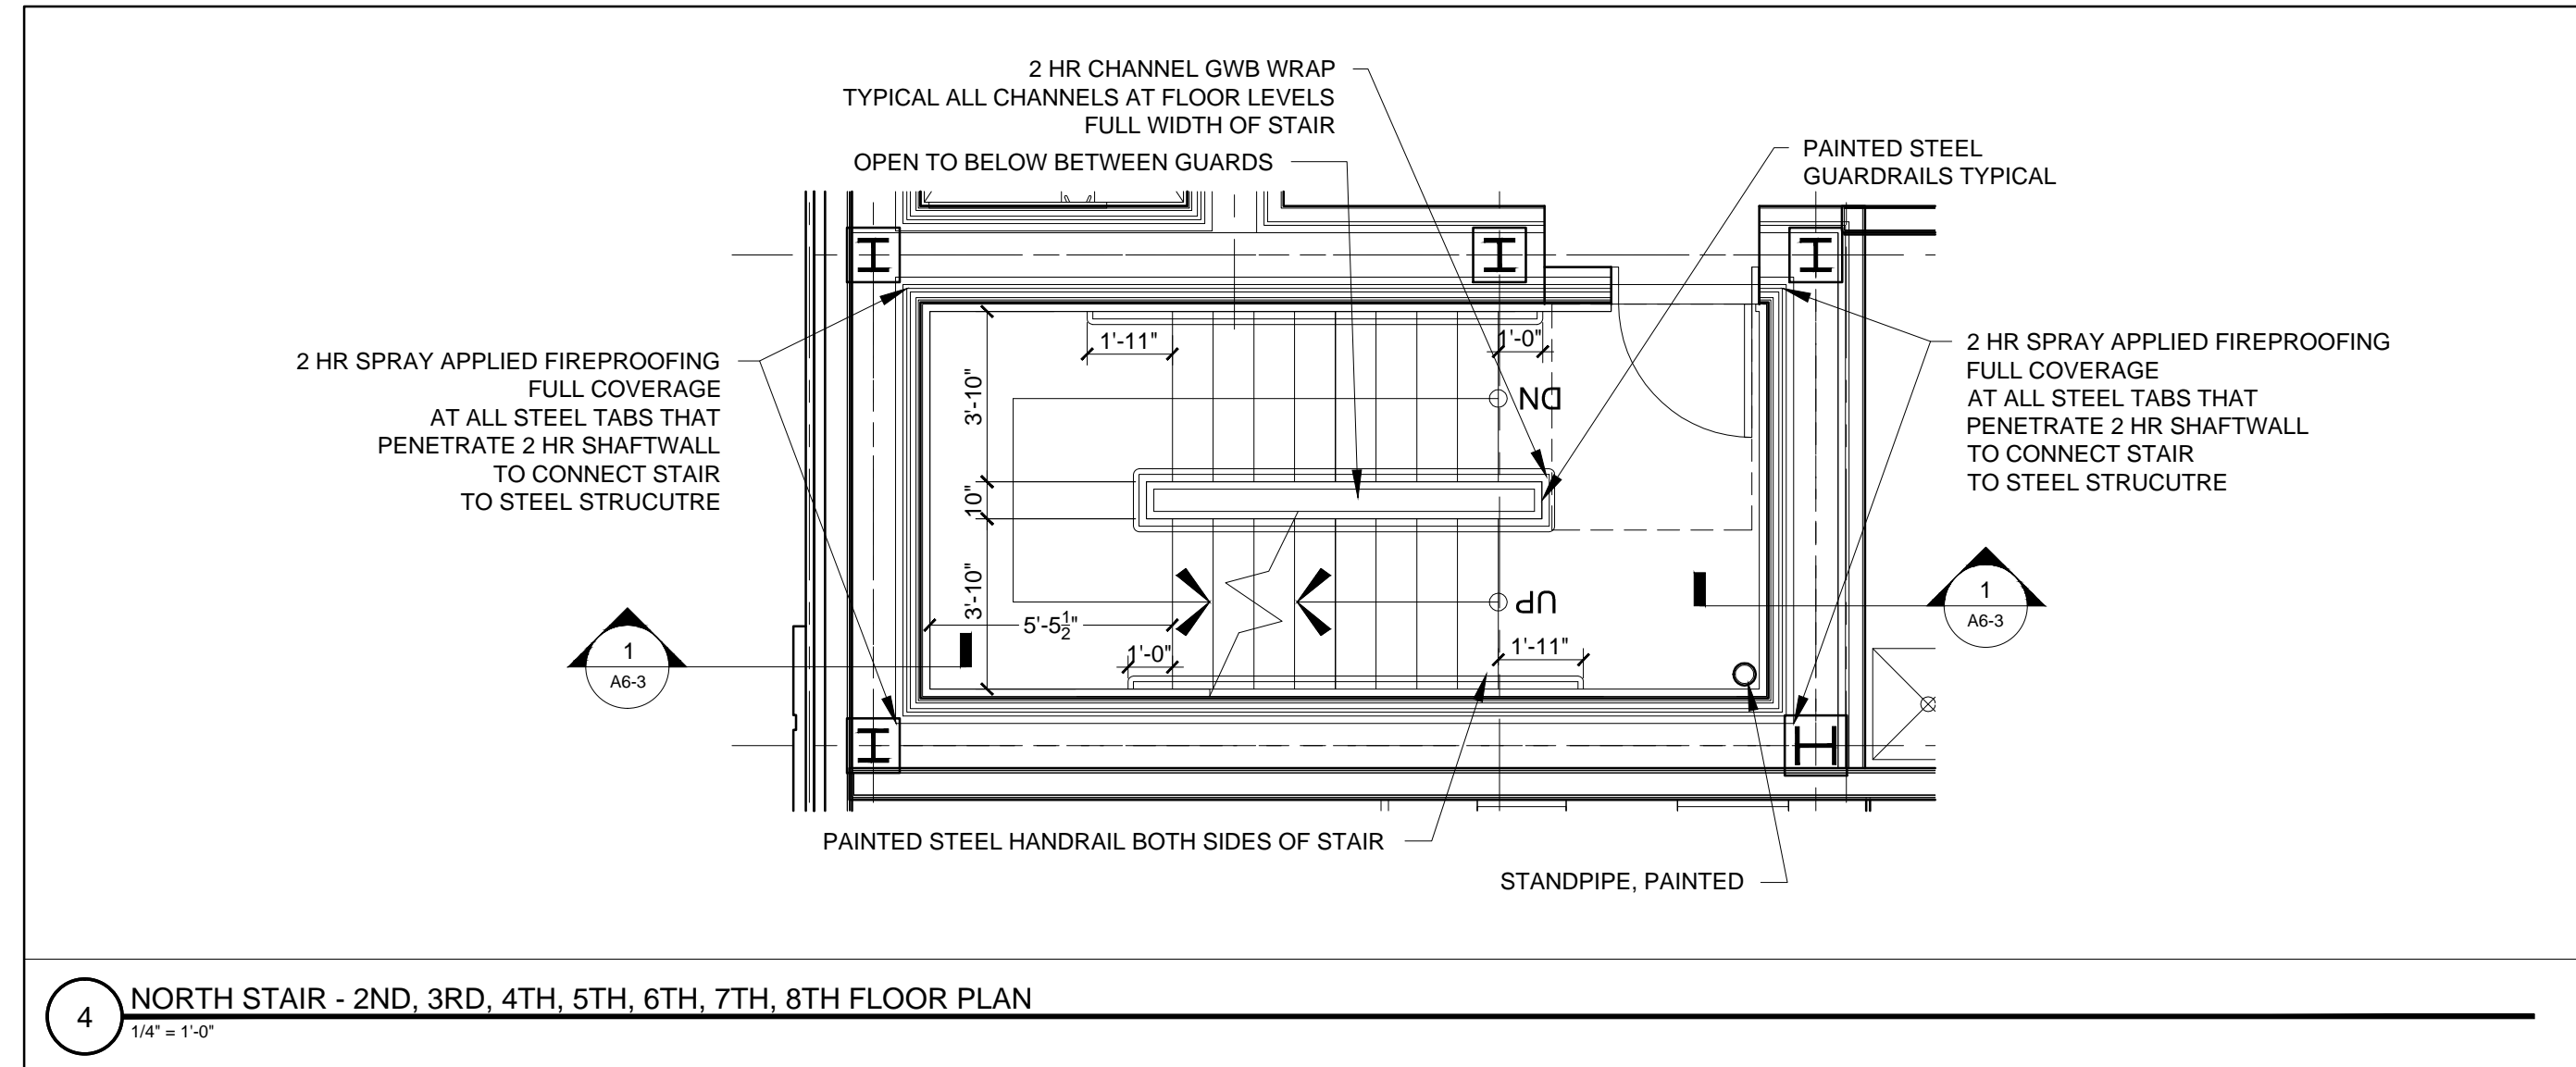 2 HR CHANNEL GWB WRAP
TYPICAL ALL CHANNELS AT FLOOR LEVELS
FULL WIDTH OF STAIR
OPEN TO BELOW BETWEEN GUARDS
PAINTED STEEL
GUARDRAILS TYPICAL
2 HR SPRAY APPLIED FIREPROOFING
FULL COVERAGE
AT ALL STEEL TABS THAT
PENETRATE 2 HR SHAFTWALL
TO CONNECT STAIR
TO STEEL STRUCUTRE
2 HR SPRAY APPLIED FIREPROOFING
FULL COVERAGE
AT ALL STEEL TABS THAT
PENETRATE 2 HR SHAFTWALL
TO CONNECT STAIR
TO STEEL STRUCUTRE
1'-11"
1'-0"
3'-10"
DN
10"
3'-10"
UP
5'-5 1/2"
1'-0"
1'-11"
1
A6-3
1
A6-3
PAINTED STEEL HANDRAIL BOTH SIDES OF STAIR
STANDPIPE, PAINTED
4
NORTH STAIR - 2ND, 3RD, 4TH, 5TH, 6TH, 7TH, 8TH FLOOR PLAN
1/4" = 1'-0"